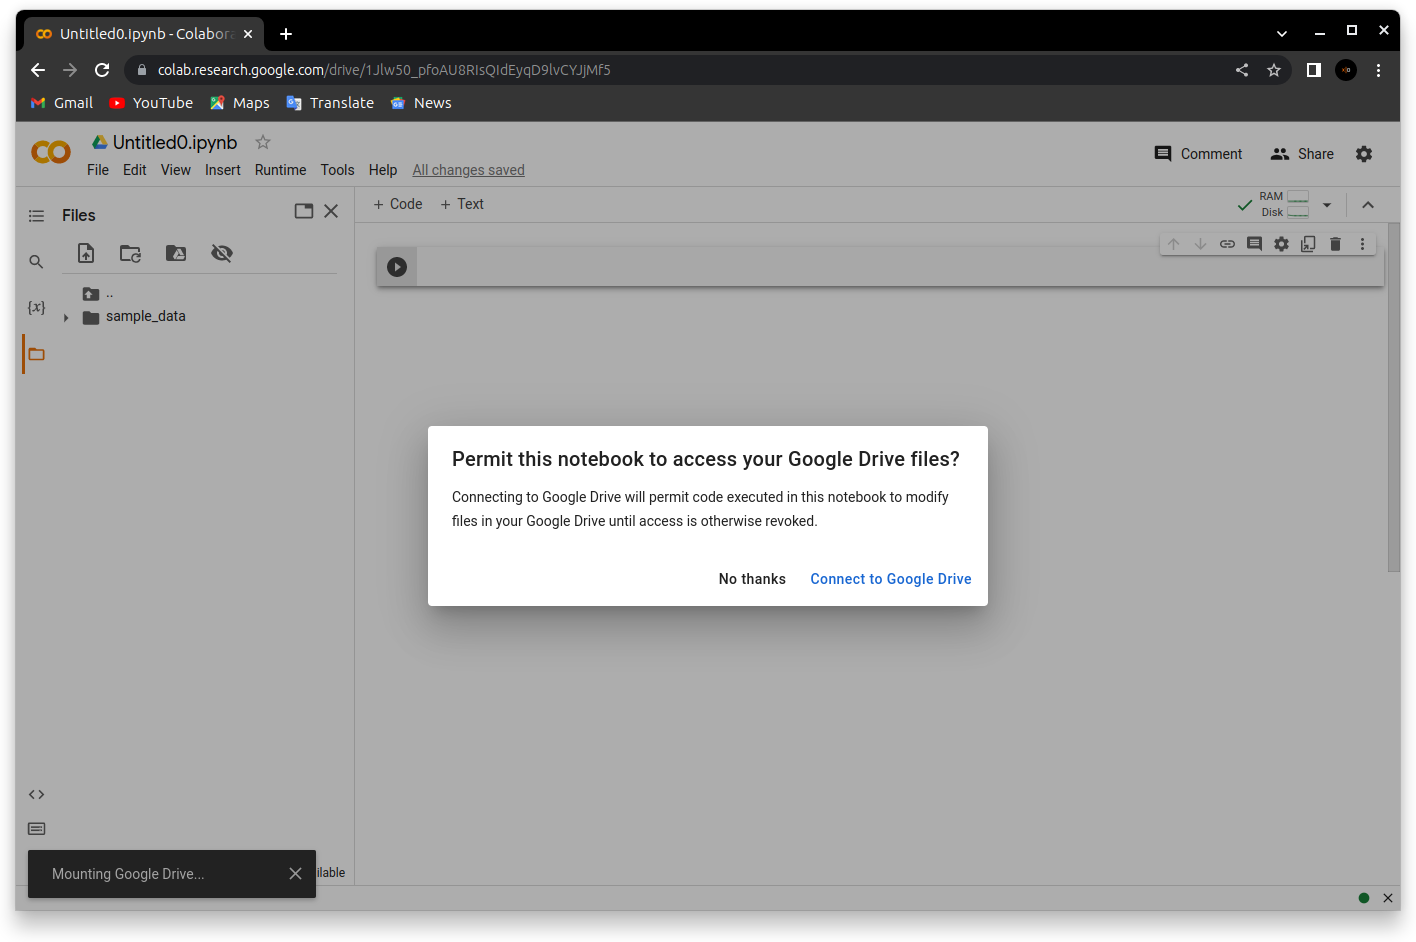 Untitled0.ipynb - Colabora
colab.research.google.com/drive/1Jlw50_pfoAU8RIsQIdEyqD9lvCYJjMf5
Gmail YouTube Maps Translate News
Untitled0.ipynb
File Edit View Insert Runtime Tools Help All changes saved
Comment Share
Files
+ Code + Text
RAM
Disk
{x}
..
sample_data
Permit this notebook to access your Google Drive files?
Connecting to Google Drive will permit code executed in this notebook to modify
files in your Google Drive until access is otherwise revoked.
No thanks Connect to Google Drive
Mounting Google Drive...
ilable